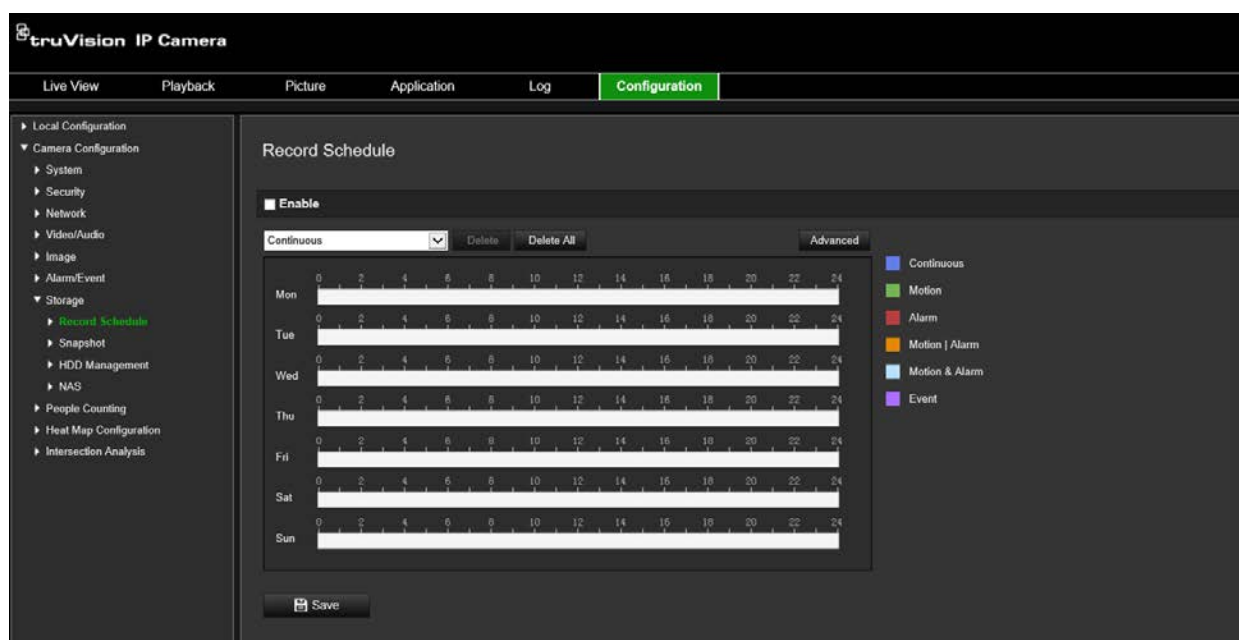 truVision IP Camera
Live View Playback Picture Application Log Configuration
Local Configuration
Camera Configuration
System
Security
Network
Video/Audio
Image
Alarm/Event
Storage
Record Schedule
Snapshot
HDD Management
NAS
People Counting
Heat Map Configuration
Intersection Analysis
Record Schedule
Enable
Continuous Delete Delete All Advanced
0 2 4 6 8 10 12 14 16 18 20 22 24
Mon
0 2 4 6 8 10 12 14 16 18 20 22 24
Tue
0 2 4 6 8 10 12 14 16 18 20 22 24
Wed
0 2 4 6 8 10 12 14 16 18 20 22 24
Thu
0 2 4 6 8 10 12 14 16 18 20 22 24
Fri
0 2 4 6 8 10 12 14 16 18 20 22 24
Sat
0 2 4 6 8 10 12 14 16 18 20 22 24
Sun
Continuous
Motion
Alarm
Motion | Alarm
Motion & Alarm
Event
Save